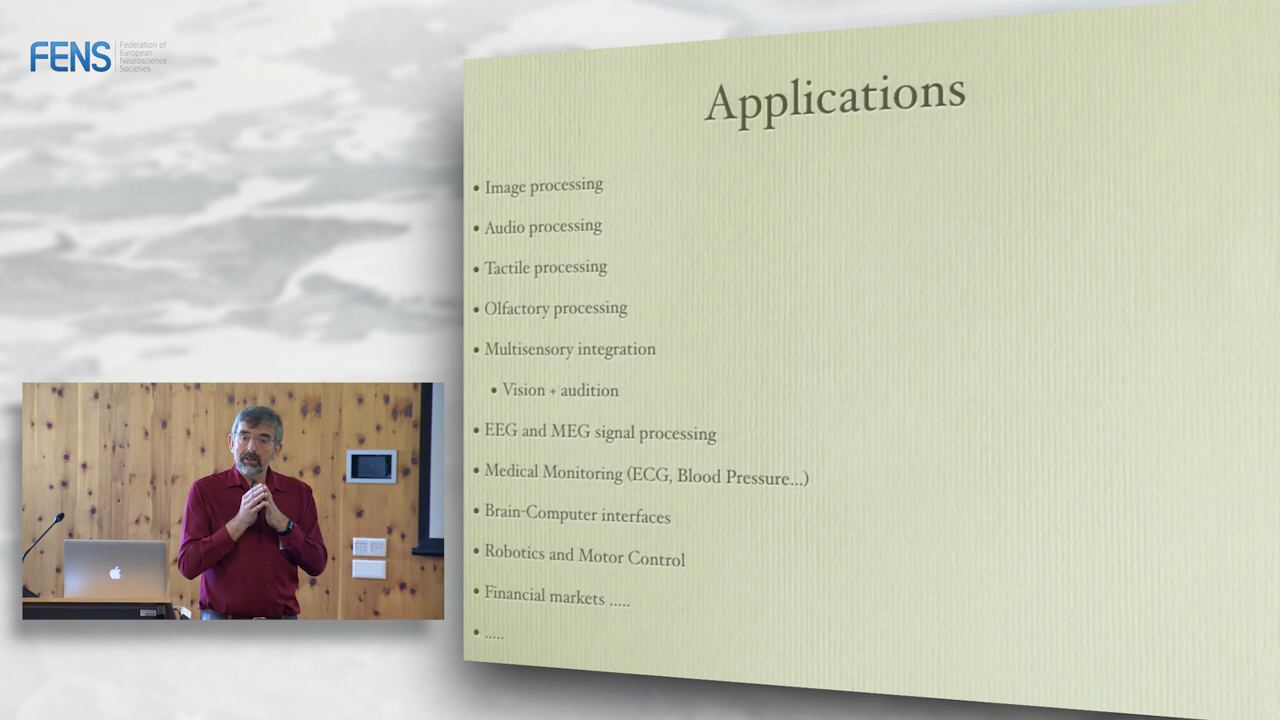 FENS
Federation of
European
Neuroscience
Societies
Applications
• Image processing
• Audio processing
• Tactile processing
• Olfactory processing
• Multisensory integration
• Vision + audition
• EEG and MEG signal processing
• Medical Monitoring (ECG, Blood Pressure...)
• Brain-Computer interfaces
• Robotics and Motor Control
• Financial markets .....
• .....